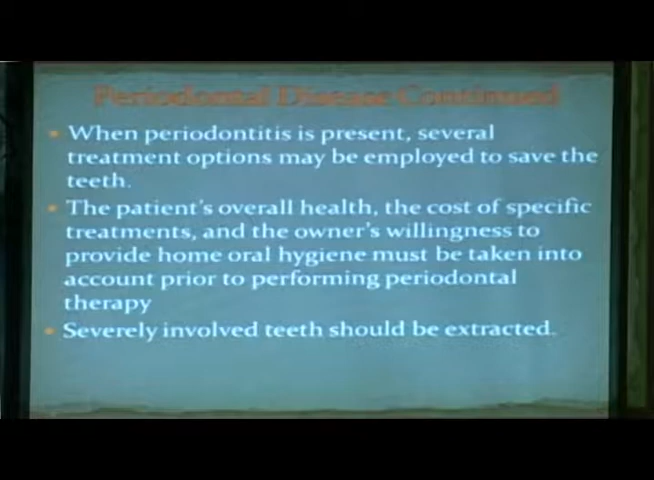 Periodontal Disease Continued
When periodontitis is present, several
treatment options may be employed to save the
teeth.
The patient's overall health, the cost of specific
treatments, and the owner's willingness to
provide home oral hygiene must be taken into
account prior to performing periodontal
therapy
Severely involved teeth should be extracted.